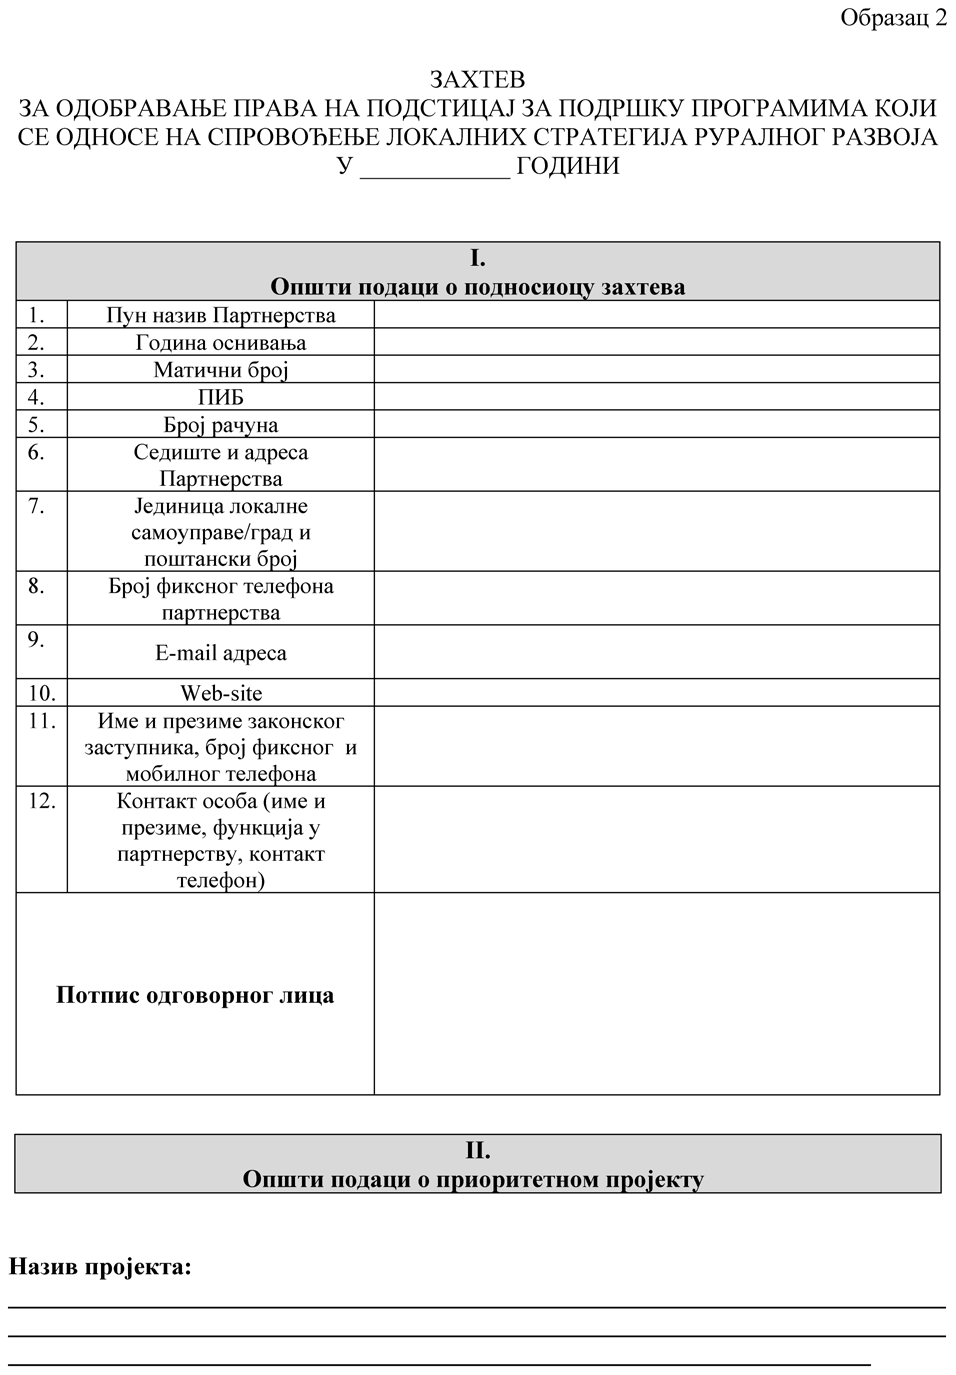 Образац 2
ЗАХТЕВ
ЗА ОДОБРАВАЊЕ ПРАВА НА ПОДСТИЦАЈ ЗА ПОДРШКУ ПРОГРАМИМА КОЈИ
СЕ ОДНОСЕ НА СПРОВОЂЕЊЕ ЛОКАЛНИХ СТРАТЕГИЈА РУРАЛНОГ РАЗВОЈА
У ____________ ГОДИНИ
I.
Општи подаци о подносиоцу захтева
1. Пун назив Партнерства
2. Година оснивања
3. Матични број
4. ПИБ
5. Број рачуна
6. Седиште и адреса
Партнерства
7. Јединица локалне
самоуправе/град и
поштански број
8. Број фиксног телефона
партнерства
9. E-mail адреса
10. Web-site
11. Име и презиме законског
заступника, број фиксног и
мобилног телефона
12. Контакт особа (име и
презиме, функција у
партнерству, контакт
телефон)
Потпис одговорног лица
II.
Општи подаци о приоритетном пројекту
Назив пројекта: